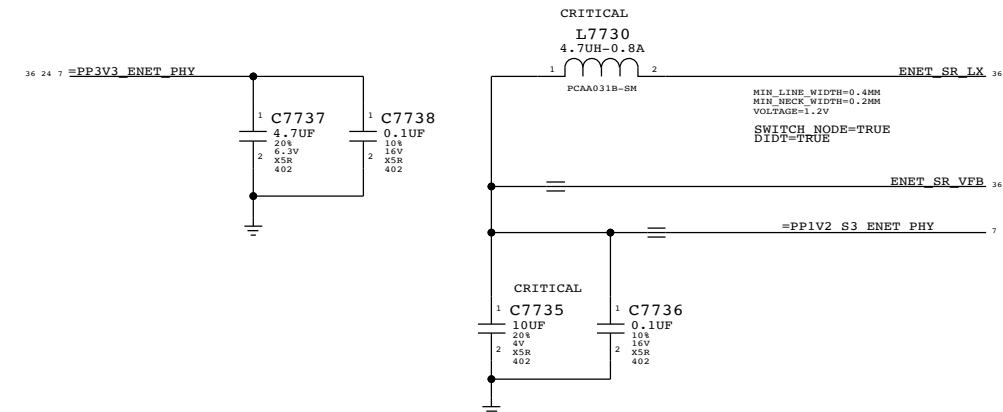 CRITICAL
L7730
4.7UH-0.8A
1
2
PCAA031B-SM
36 24 7 =PP3V3_ENET_PHY
ENET_SR_LX 36
MIN_LINE_WIDTH=0.4MM
MIN_NECK_WIDTH=0.2MM
VOLTAGE=1.2V
SWITCH_NODE=TRUE
DIDT=TRUE
1
C7737
4.7UF
20%
6.3V
X5R
402
2
1
C7738
0.1UF
10%
16V
X5R
402
2
ENET_SR_VFB 36
=PP1V2_S3_ENET_PHY 7
CRITICAL
1
C7735
10UF
20%
4V
X5R
402
2
1
C7736
0.1UF
10%
16V
X5R
402
2